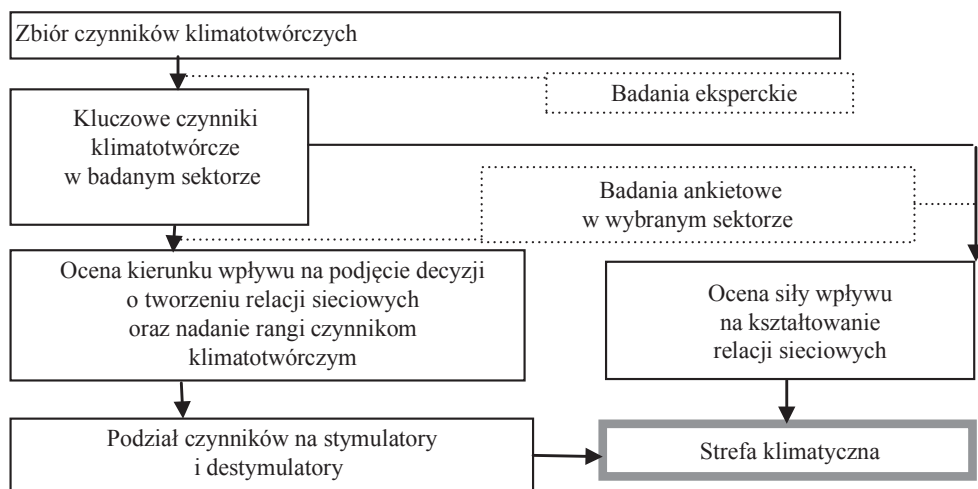 Zbiór czynników klimatotwórczych
Badania eksperckie
Kluczowe czynniki
klimatotwórcze
w badanym sektorze
Badania ankietowe
w wybranym sektorze
Ocena kierunku wpływu na podjęcie decyzji
o tworzeniu relacji sieciowych
oraz nadanie rangi czynnikom
klimatotwórczym
Ocena siły wpływu
na kształtowanie
relacji sieciowych
Podział czynników na stymulatory
i destymulatory
Strefa klimatyczna